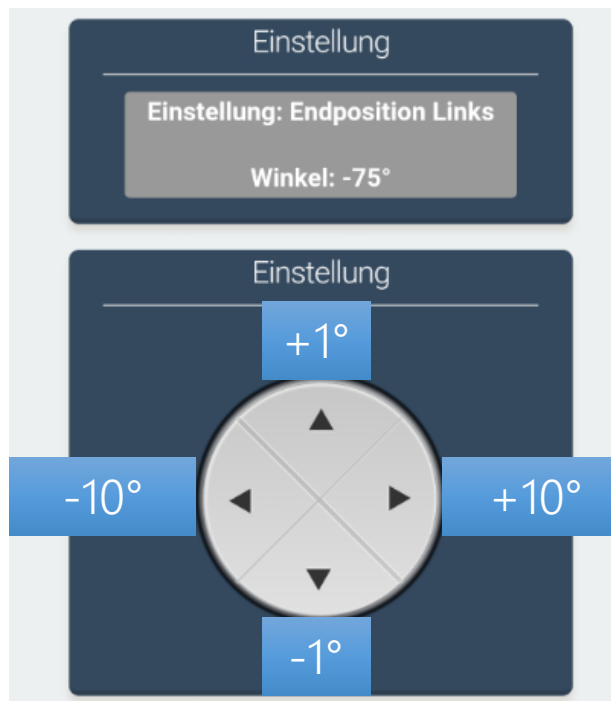 Einstellung
Einstellung: Endposition Links
Winkel: -75°
Einstellung
+1°
-10°
+10°
-1°